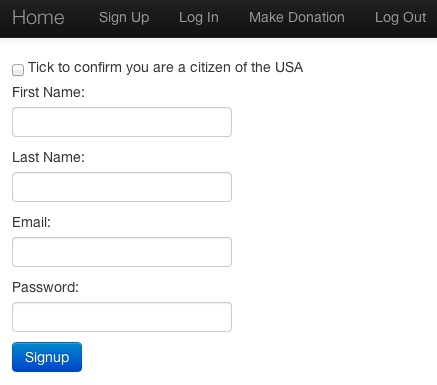 Home Sign Up Log In Make Donation Log Out
Tick to confirm you are a citizen of the USA
First Name:
Last Name:
Email:
Password:
Signup